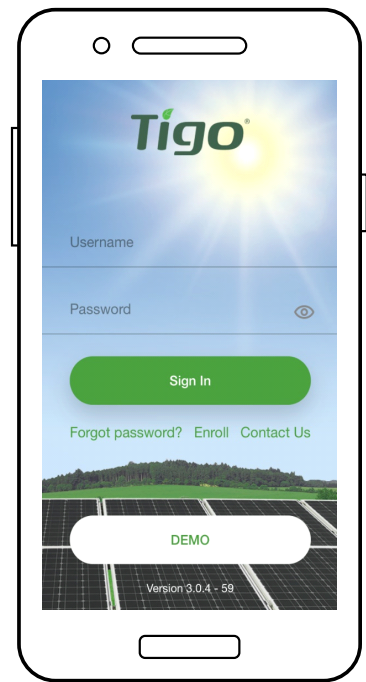 Tigo®
Username
Password
Sign In
Forgot password? Enroll Contact Us
DEMO
Version 3.0.4 - 59